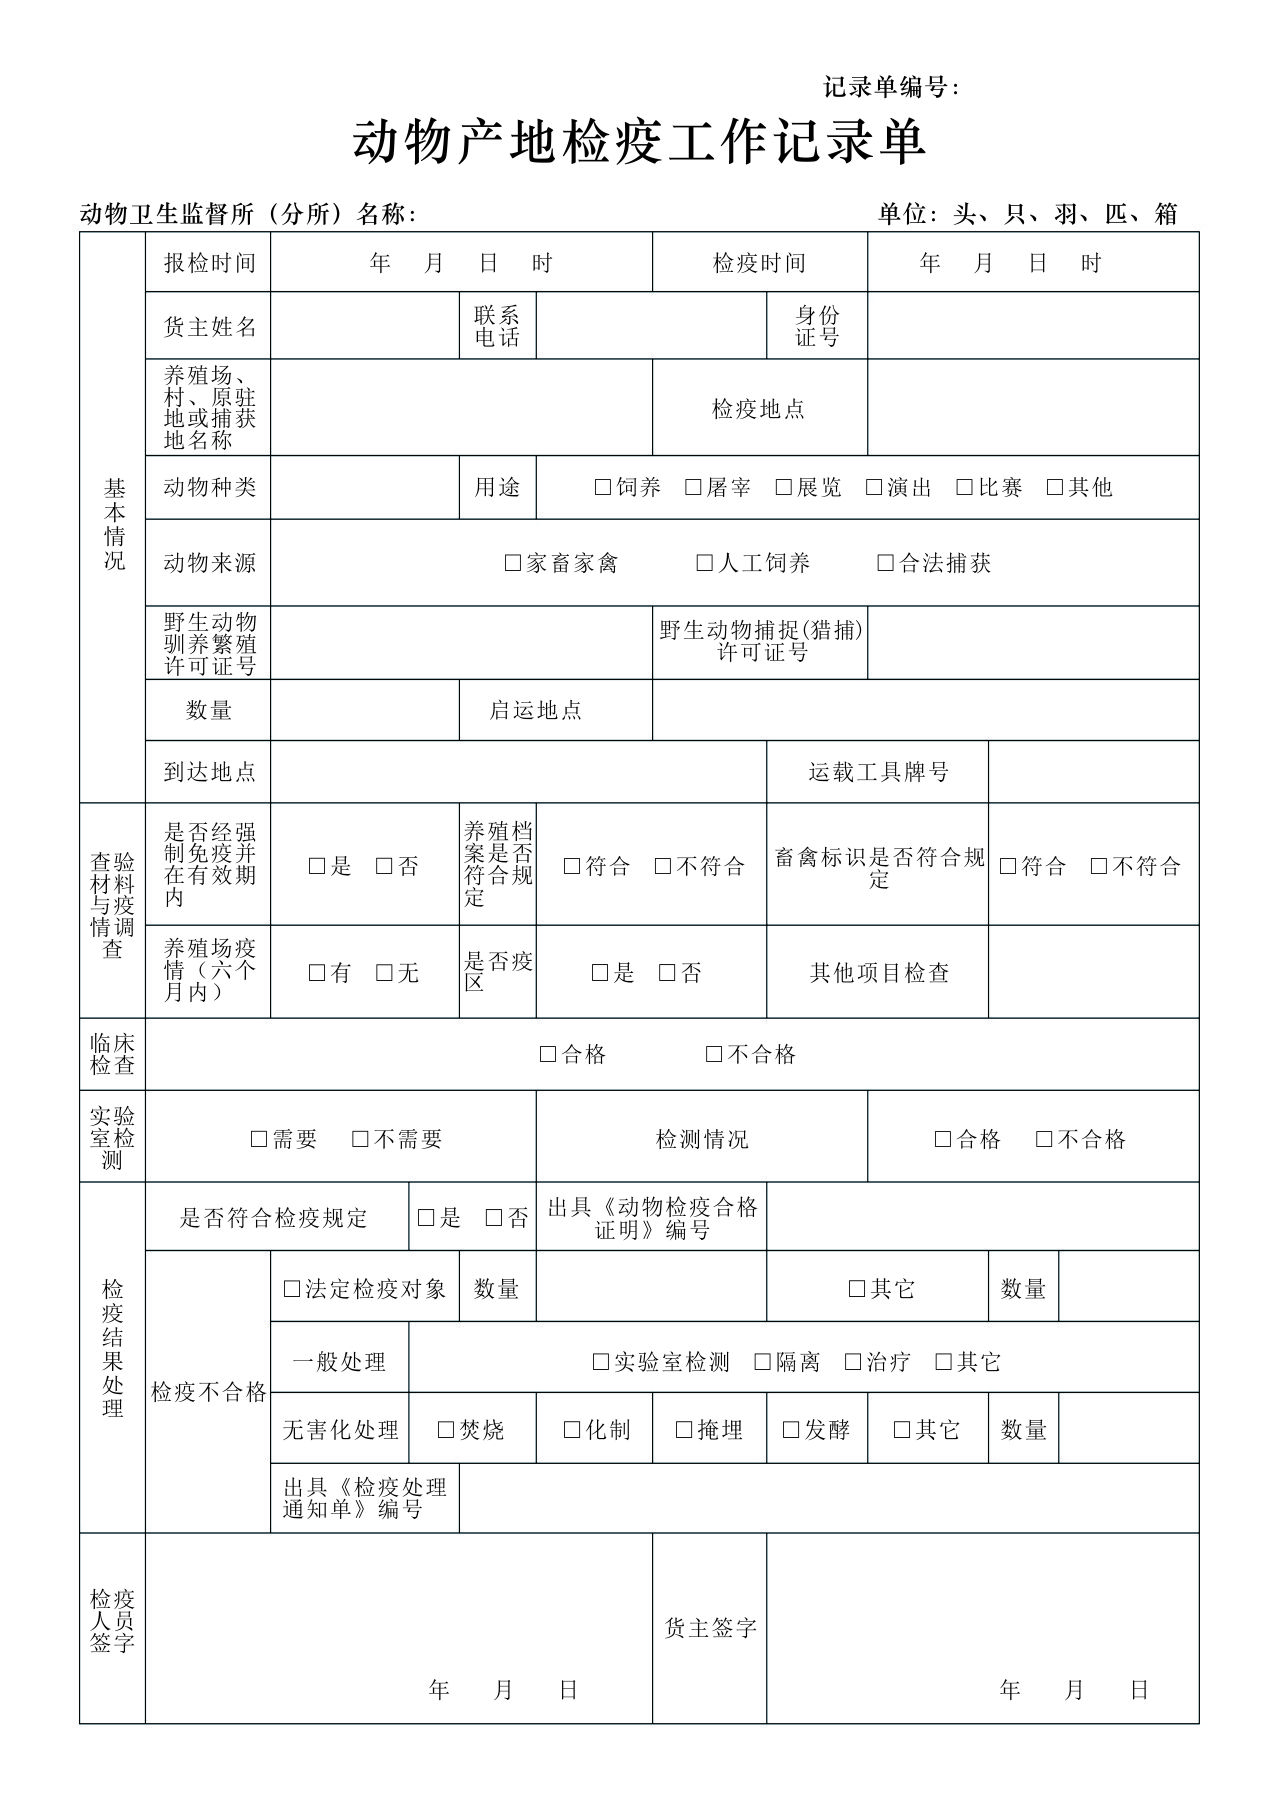 记录单编号：
动物产地检疫工作记录单
动物卫生监督所（分所）名称： 单位：头、只、羽、匹、箱
基本情况
报检时间 年 月 日 时 检疫时间 年 月 日 时
货主姓名 联系电话 身份证号
养殖场、
村、原驻
地或捕获
地名称
检疫地点
动物种类 用途 □饲养 □屠宰 □展览 □演出 □比赛 □其他
动物来源 □家畜家禽 □人工饲养 □合法捕获
野生动物
驯养繁殖
许可证号
野生动物捕捉(猎捕)
许可证号
数量 启运地点
到达地点 运载工具牌号
查验
材料
与疫
情调
查
是否经强
制免疫并
在有效期
内
□是 □否
养殖档
案是否
符合规
定
□符合 □不符合
畜禽标识是否符合规
定
□符合 □不符合
养殖场疫
情（六个
月内）
□有 □无
是否疫
区
□是 □否
其他项目检查
临床
检查
□合格 □不合格
实验
室检
测
□需要 □不需要 检测情况 □合格 □不合格
检疫结果处理
是否符合检疫规定 □是 □否
出具《动物检疫合格
证明》编号
检疫不合格
□法定检疫对象 数量 □其它 数量
一般处理 □实验室检测 □隔离 □治疗 □其它
无害化处理 □焚烧 □化制 □掩埋 □发酵 □其它 数量
出具《检疫处理
通知单》编号
检疫
人员
签字
年 月 日
货主签字
年 月 日